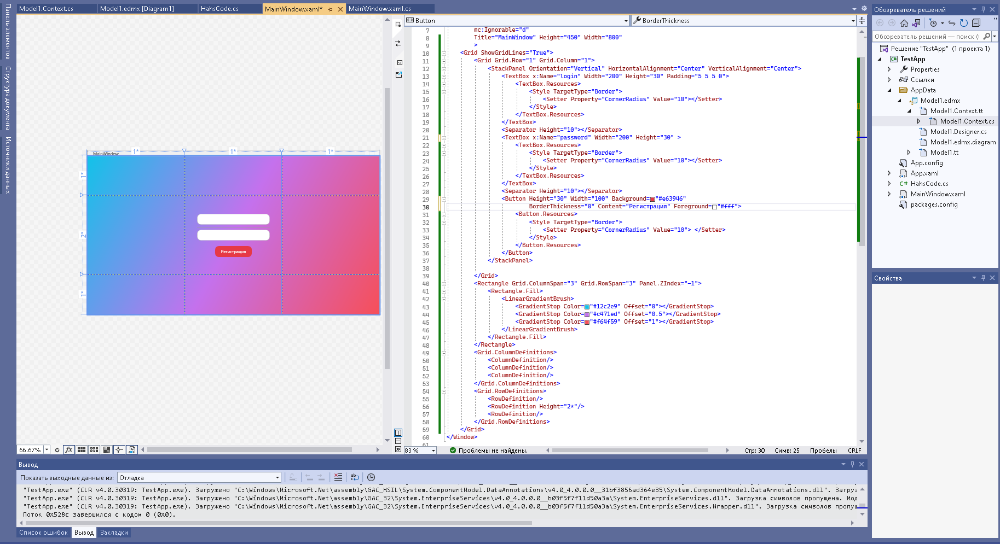 Панель элементов
Структура документа
Источники данных
Model1.Context.cs
Model1.edmx [Diagram1]
HahsCode.cs
MainWindow.xaml*
MainWindow.xaml.cs
MainWindow
1*
1*
1*
1*
2*
1*
Регистрация
66.67%
fx
Button
BorderThickness
7 mc:Ignorable="d"
8 Title="MainWindow" Height="450" Width="800"
9 >
10 <Grid ShowGridLines="True">
11 <Grid Grid.Row="1" Grid.Column="1">
12 <StackPanel Orientation="Vertical" HorizontalAlignment="Center" VerticalAlignment="Center">
13 <TextBox x:Name="login" Width="200" Height="30" Padding="5 5 5 0">
14 <TextBox.Resources>
15 <Style TargetType="Border">
16 <Setter Property="CornerRadius" Value="10"></Setter>
17 </Style>
18 </TextBox.Resources>
19 </TextBox>
20 <Separator Height="10"></Separator>
21 <TextBox x:Name="password" Width="200" Height="30" >
22 <TextBox.Resources>
23 <Style TargetType="Border">
24 <Setter Property="CornerRadius" Value="10"></Setter>
25 </Style>
26 </TextBox.Resources>
27 </TextBox>
28 <Separator Height="10"></Separator>
29 <Button Height="30" Width="100" Background="#e63946"
30 BorderThickness="0" Content="Регистрация" Foreground="#fff">
31 <Button.Resources>
32 <Style TargetType="Border">
33 <Setter Property="CornerRadius" Value="10"> </Setter>
34 </Style>
35 </Button.Resources>
36 </Button>
37 </StackPanel>
38
39 </Grid>
40 <Rectangle Grid.ColumnSpan="3" Grid.RowSpan="3" Panel.ZIndex="-1">
41 <Rectangle.Fill>
42 <LinearGradientBrush>
43 <GradientStop Color="#12c2e9" Offset="0"></GradientStop>
44 <GradientStop Color="#c471ed" Offset="0.5"></GradientStop>
45 <GradientStop Color="#f64f59" Offset="1"></GradientStop>
46 </LinearGradientBrush>
47 </Rectangle.Fill>
48 </Rectangle>
49 <Grid.ColumnDefinitions>
50 <ColumnDefinition/>
51 <ColumnDefinition/>
52 <ColumnDefinition/>
53 </Grid.ColumnDefinitions>
54 <Grid.RowDefinitions>
55 <RowDefinition/>
56 <RowDefinition Height="2*"/>
57 <RowDefinition/>
58 </Grid.RowDefinitions>
59 </Grid>
60 </Window>
61
83 %
Проблемы не найдены.
Стр: 30
Симв: 25
Пробелы
CRLF
Обозреватель решений
Обозреватель решений — поиск (
Решение "TestApp" (1 проекта 1)
TestApp
Properties
Ссылки
AppData
Model1.edmx
Model1.Context.tt
Model1.Context.cs
Model1.Designer.cs
Model1.edmx.diagram
Model1.tt
App.config
App.xaml
HahsCode.cs
MainWindow.xaml
packages.config
Свойства
Вывод
Показать выходные данные из: Отладка
"TestApp.exe" (CLR v4.0.30319: TestApp.exe). Загружено "C:\Windows\Microsoft.Net\assembly\GAC_MSIL\System.ComponentModel.DataAnnotations\v4.0_4.0.0.0__31bf3856ad364e35\System.ComponentModel.DataAnnotations.dll". Загруз
"TestApp.exe" (CLR v4.0.30319: TestApp.exe). Загружено "C:\Windows\Microsoft.Net\assembly\GAC_32\System.EnterpriseServices\v4.0_4.0.0.0__b03f5f7f11d50a3a\System.EnterpriseServices.dll". Загрузка символов пропущена. Мод
"TestApp.exe" (CLR v4.0.30319: TestApp.exe). Загружено "C:\Windows\Microsoft.Net\assembly\GAC_32\System.EnterpriseServices\v4.0_4.0.0.0__b03f5f7f11d50a3a\System.EnterpriseServices.Wrapper.dll". Загрузка символов пропу
Поток 0x528c завершился с кодом 0 (0x0).
Список ошибок
Вывод
Закладки